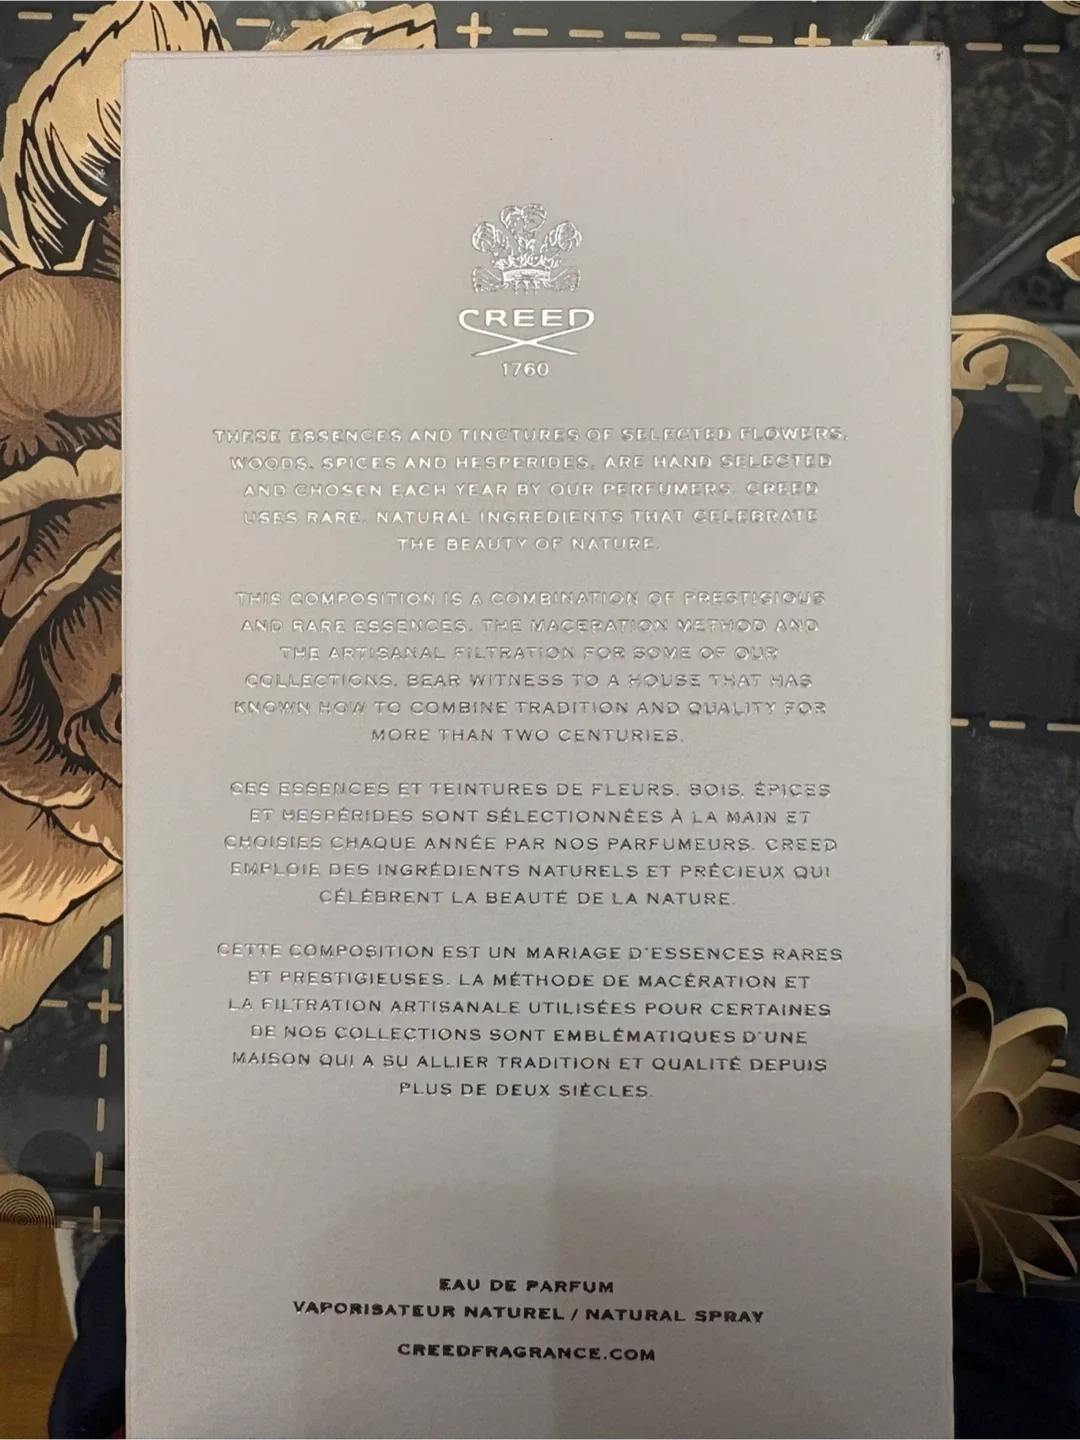 CREED
1760
THESE ESSENCES AND TINCTURES OF SELECTED FLOWERS,
WOODS, SPICES AND HESPERIDES, ARE HAND SELECTED
AND CHOSEN EACH YEAR BY OUR PERFUMERS. CREED
USES RARE, NATURAL INGREDIENTS THAT CELEBRATE
THE BEAUTY OF NATURE.
THIS COMPOSITION IS A COMBINATION OF PRESTIGIOUS
AND RARE ESSENCES. THE MACERATION METHOD AND
THE ARTISANAL FILTRATION FOR SOME OF OUR
COLLECTIONS, BEAR WITNESS TO A HOUSE THAT HAS
KNOWN HOW TO COMBINE TRADITION AND QUALITY FOR
MORE THAN TWO CENTURIES.
CES ESSENCES ET TEINTURES DE FLEURS, BOIS, ÉPICES
ET HESPÉRIDES SONT SÉLECTIONNÉES À LA MAIN ET
CHOISIES CHAQUE ANNÉE PAR NOS PARFUMEURS. CREED
EMPLOIE DES INGRÉDIENTS NATURELS ET PRÉCIEUX QUI
CÉLÈBRENT LA BEAUTÉ DE LA NATURE.
CETTE COMPOSITION EST UN MARIAGE D'ESSENCES RARES
ET PRESTIGIEUSES. LA MÉTHODE DE MACÉRATION ET
LA FILTRATION ARTISANALE UTILISÉES POUR CERTAINES
DE NOS COLLECTIONS SONT EMBLÉMATIQUES D'UNE
MAISON QUI A SU ALLIER TRADITION ET QUALITÉ DEPUIS
PLUS DE DEUX SIÈCLES.
EAU DE PARFUM
VAPORISATEUR NATUREL / NATURAL SPRAY
CREEDFRAGRANCE.COM